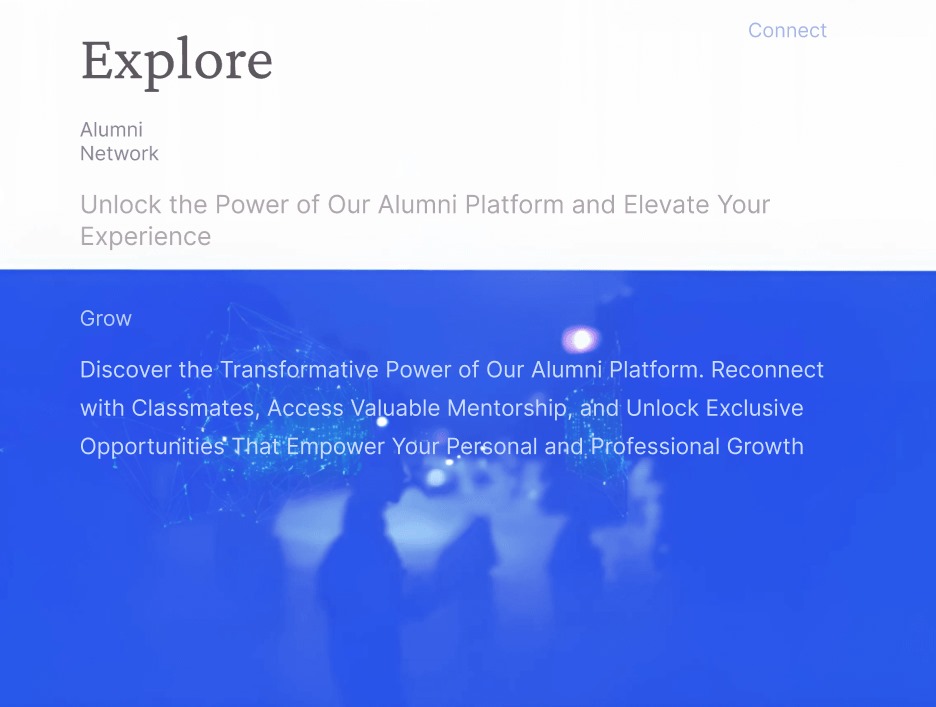 Explore
Connect
Alumni
Network
Unlock the Power of Our Alumni Platform and Elevate Your
Experience
Grow
Discover the Transformative Power of Our Alumni Platform. Reconnect
with Classmates, Access Valuable Mentorship, and Unlock Exclusive
Opportunities That Empower Your Personal and Professional Growth